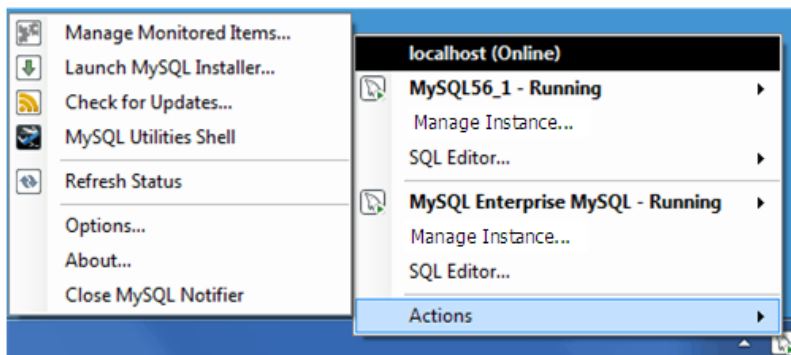 Manage Monitored Items...
Launch MySQL Installer...
Check for Updates...
MySQL Utilities Shell
Refresh Status
Options...
About...
Close MySQL Notifier
localhost (Online)
MySQL56_1 - Running
Manage Instance...
SQL Editor...
MySQL Enterprise MySQL - Running
Manage Instance...
SQL Editor...
Actions